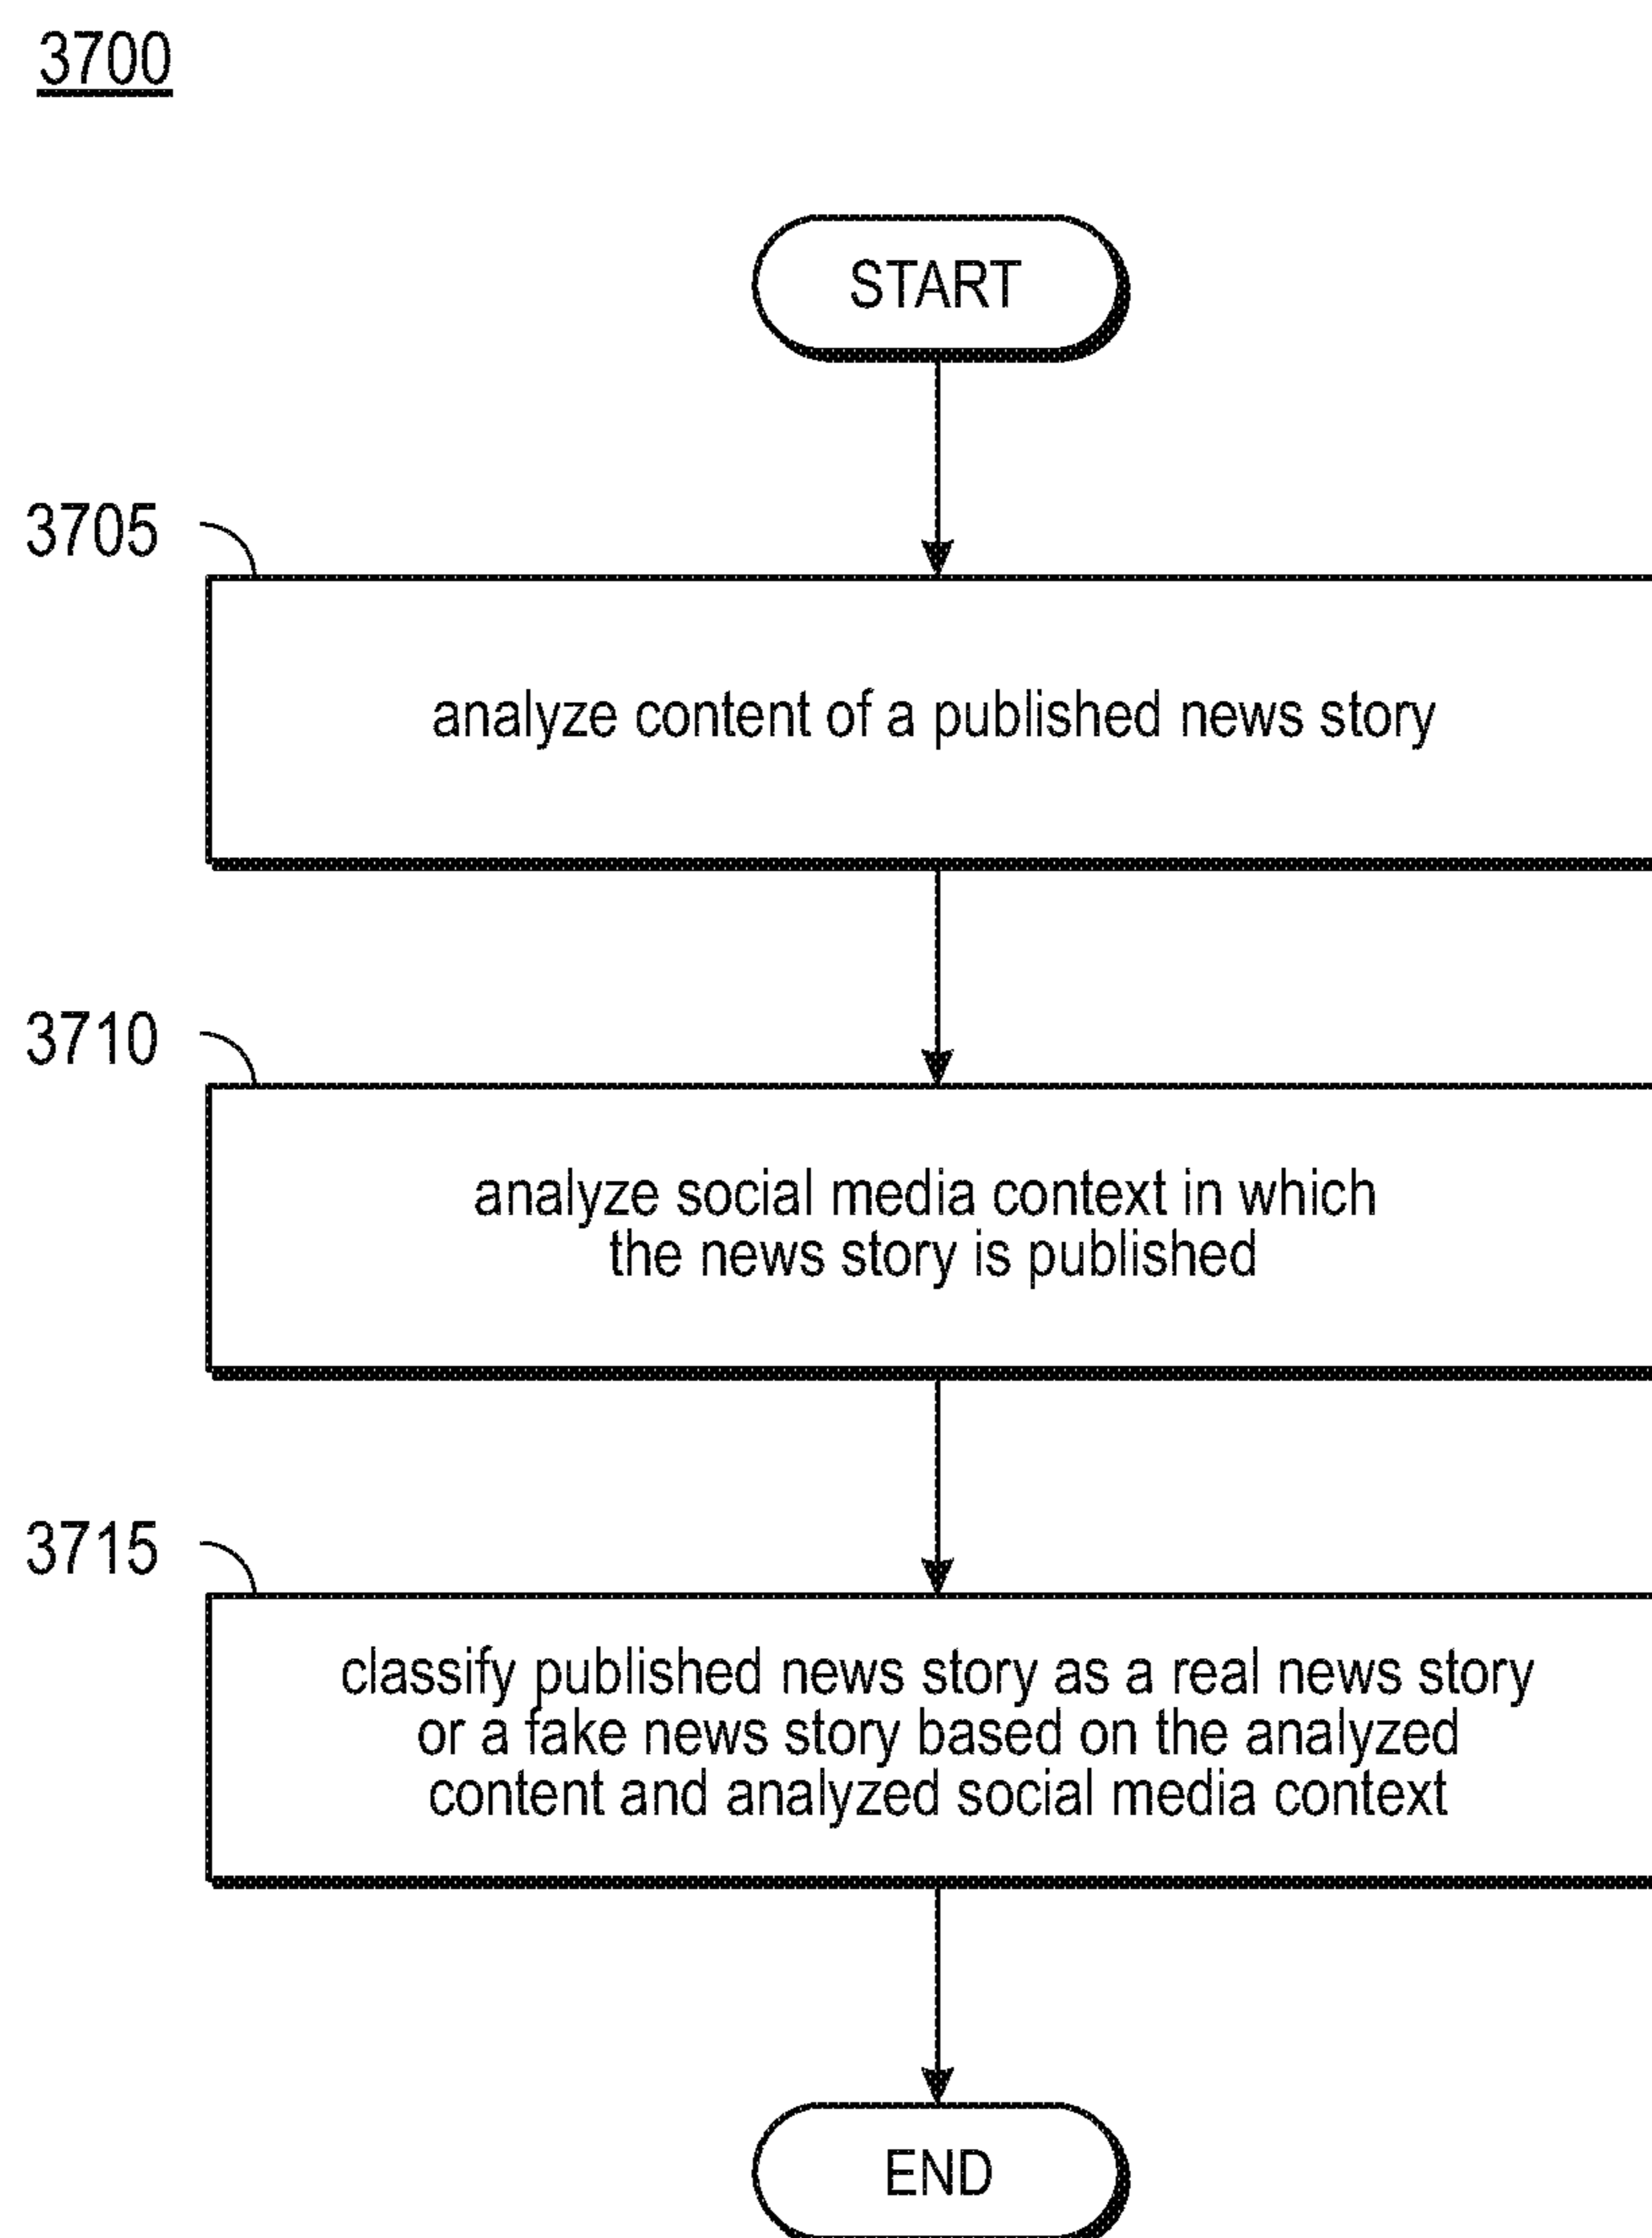 3700
START
3705
analyze content of a published news story
3710
analyze social media context in which
the news story is published
3715
classify published news story as a real news story
or a fake news story based on the analyzed
content and analyzed social media context
END